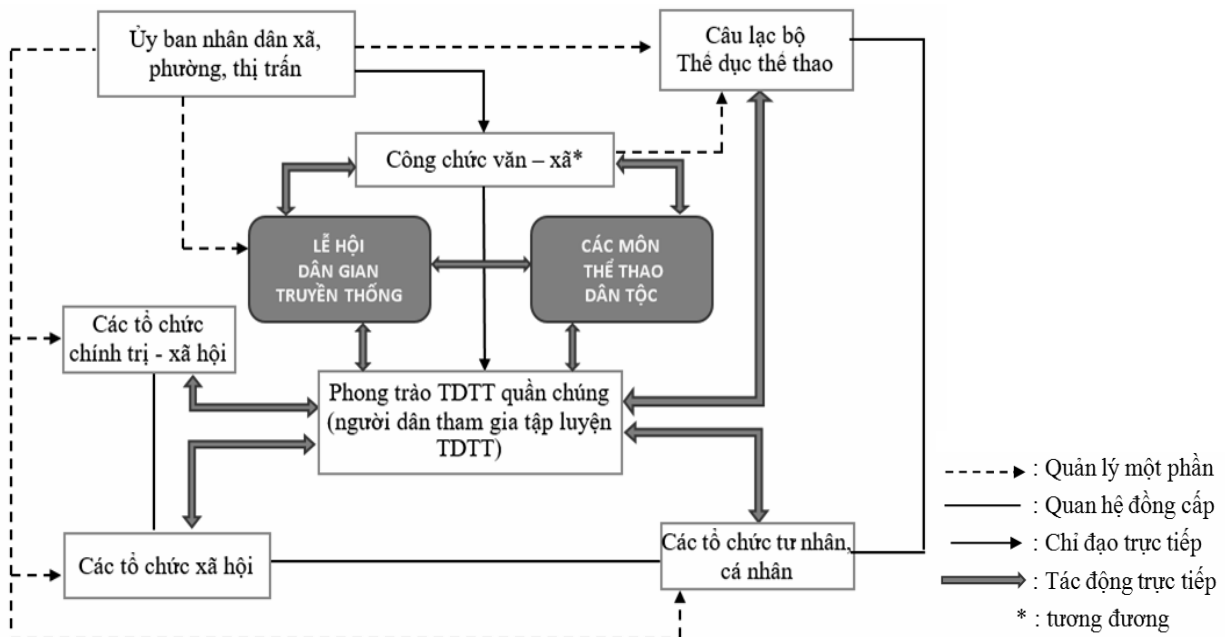 Ủy ban nhân dân xã,
phường, thị trấn
Câu lạc bộ
Thể dục thể thao
Công chức văn – xã*
LỄ HỘI
DÂN GIAN
TRUYỀN THỐNG
CÁC MÔN
THỂ THAO
DÂN TỘC
Các tổ chức
chính trị - xã hội
Phong trào TDTT quần chúng
(người dân tham gia tập luyện
TDTT)
Các tổ chức xã hội
Các tổ chức tư nhân,
cá nhân
: Quản lý một phần
: Quan hệ đồng cấp
: Chỉ đạo trực tiếp
: Tác động trực tiếp
* : tương đương